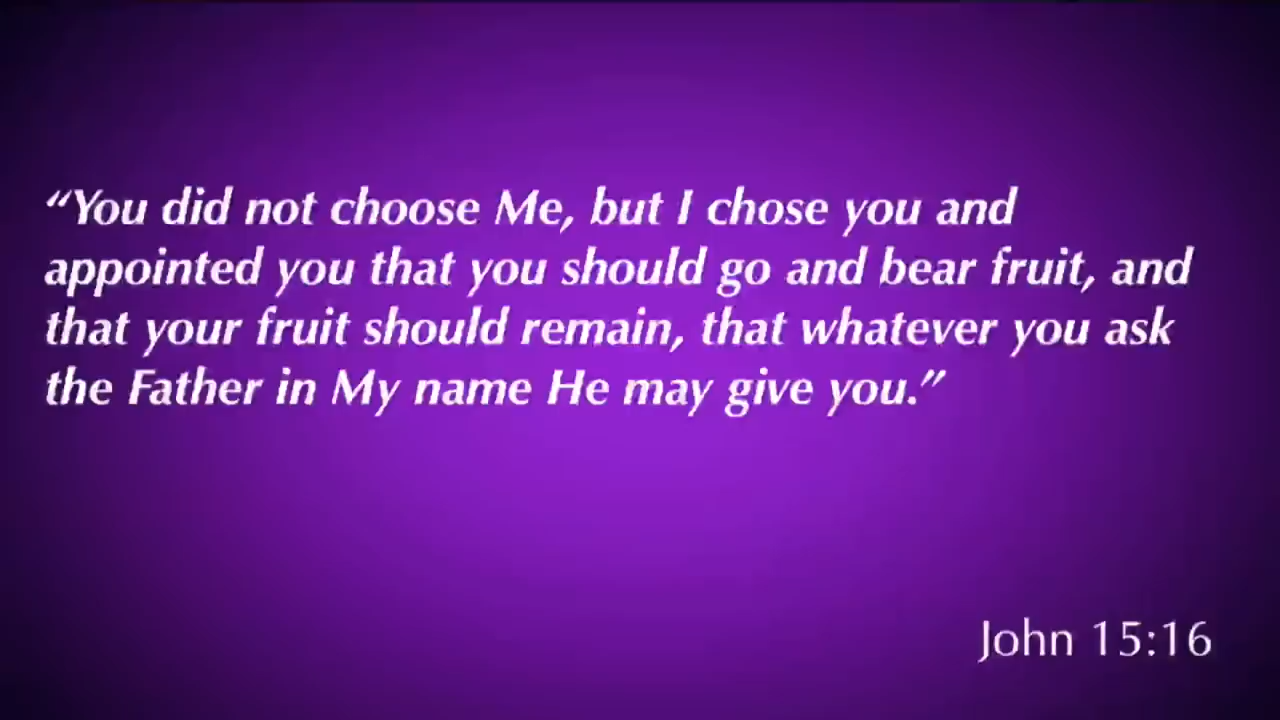 “You did not choose Me, but I chose you and
appointed you that you should go and bear fruit, and
that your fruit should remain, that whatever you ask
the Father in My name He may give you.”
John 15:16